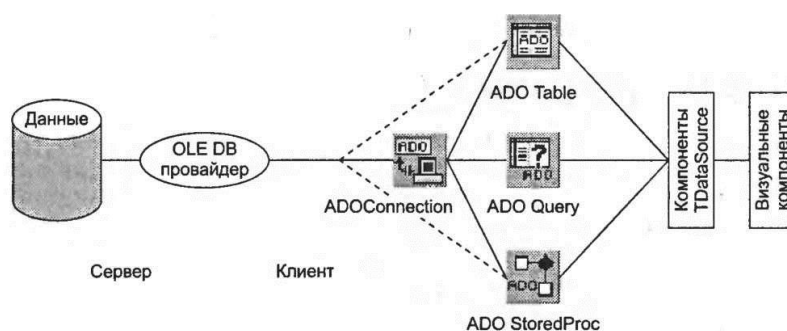 ADO
ADO Table
Данные
OLE DB
провайдер
ADO
ADOConnection
?
ADO
ADO Query
Компоненты
TDataSource
Визуальные
компоненты
Сервер
Клиент
ADO
ADO StoredProc